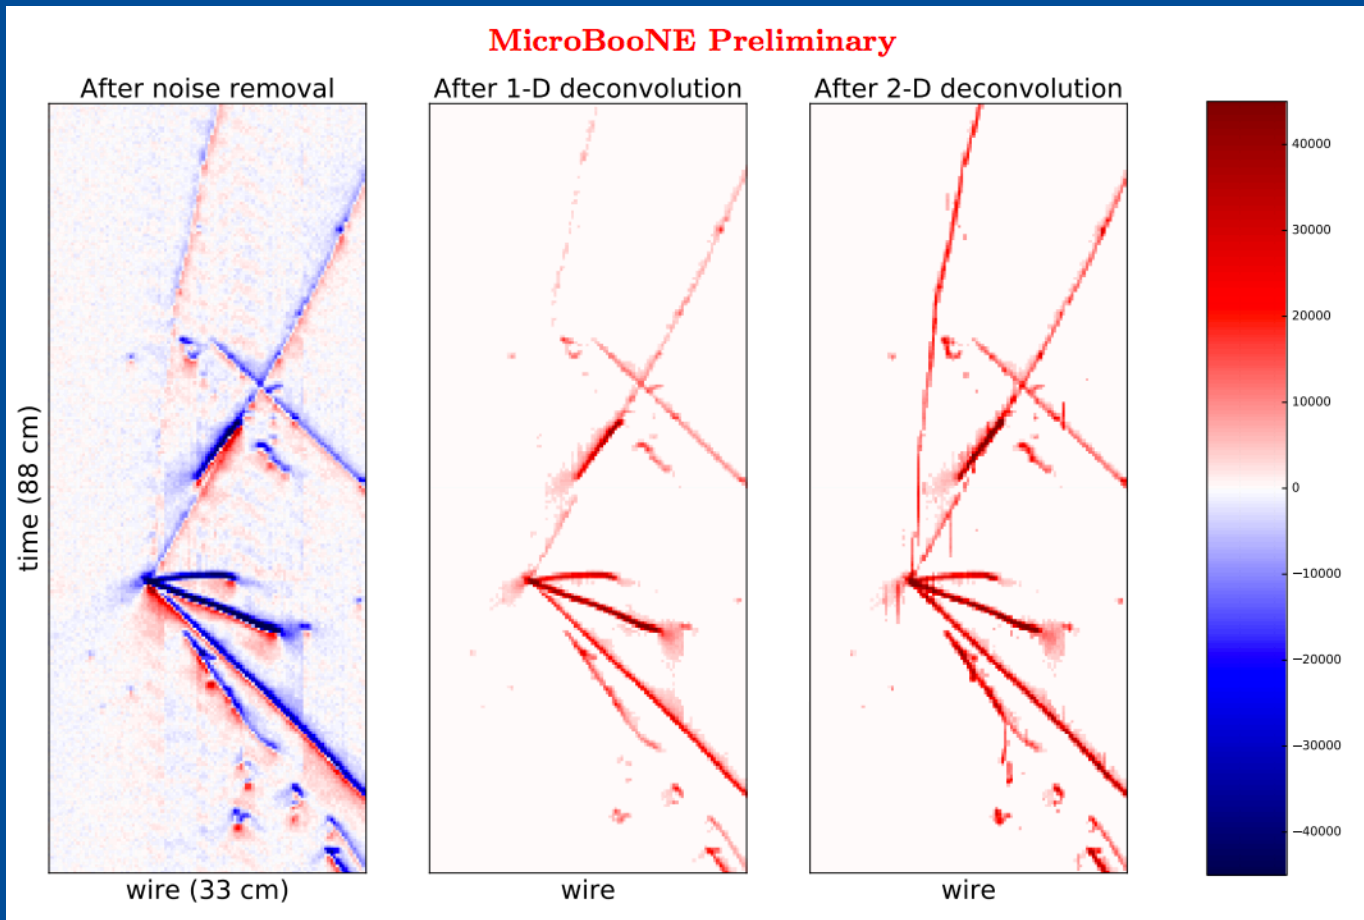 MicroBooNE Preliminary
After noise removal
After 1-D deconvolution
After 2-D deconvolution
40000
30000
20000
10000
0
−10000
−20000
−30000
−40000
time (88 cm)
wire (33 cm)
wire
wire